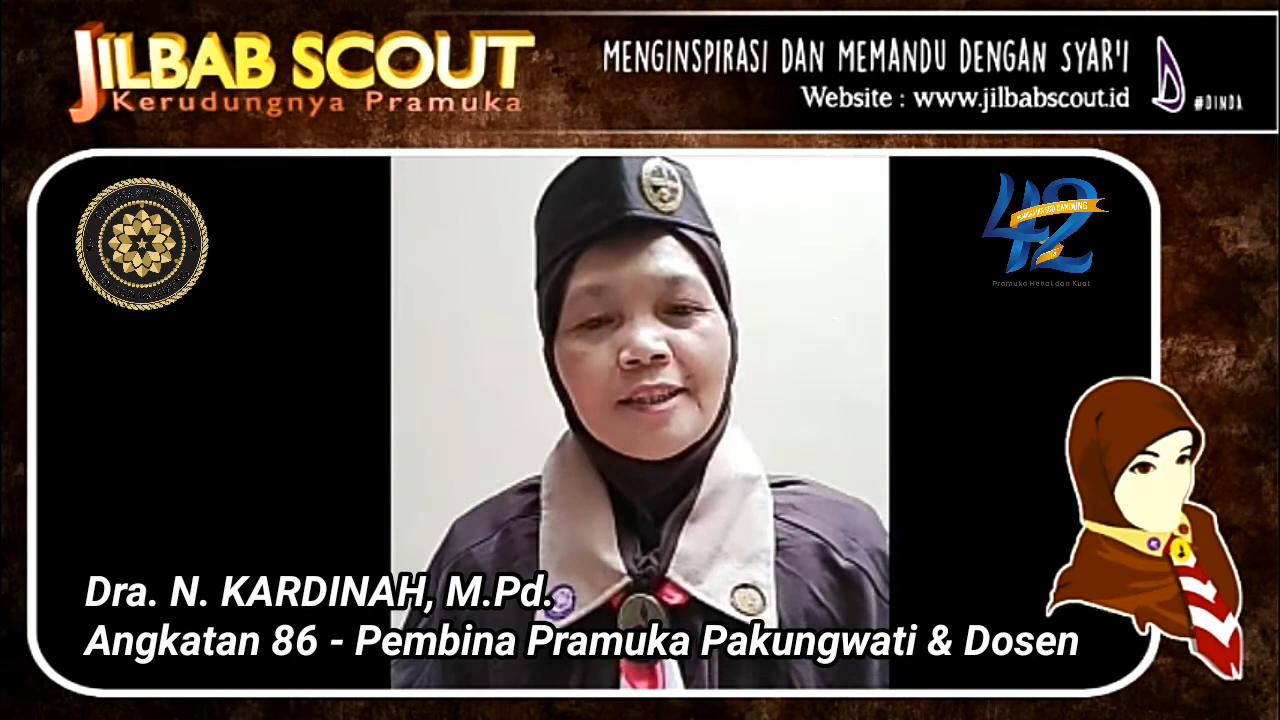 JILBAB SCOUT
Kerudungnya Pramuka
MENGINSPIRASI DAN MEMANDU DENGAN SYAR'I
Website : www.jilbabscout.id
#DINDA
42
Pramuka Hebat dan Kuat
Dra. N. KARDINAH, M.Pd.
Angkatan 86 - Pembina Pramuka Pakungwati & Dosen